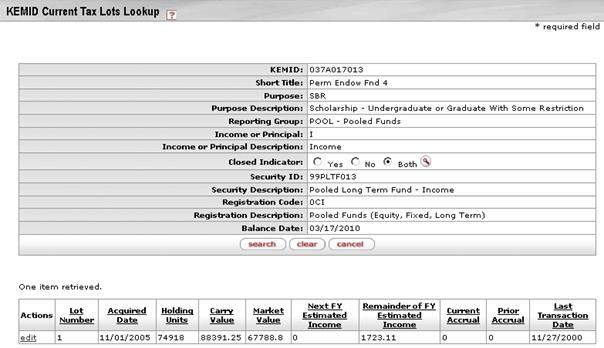 KEMID Current Tax Lots Lookup ?
* required field
KEMID: 037A017013
Short Title: Perm Endow Fnd 4
Purpose: SBR
Purpose Description: Scholarship - Undergraduate or Graduate With Some Restriction
Reporting Group: POOL - Pooled Funds
Income or Principal: I
Income or Principal Description: Income
Closed Indicator: Yes No Both
Security ID: 99PLTF013
Security Description: Pooled Long Term Fund - Income
Registration Code: 0CI
Registration Description: Pooled Funds (Equity, Fixed, Long Term)
Balance Date: 03/17/2010
search clear cancel
One item retrieved.
Actions Lot Number Acquired Date Holding Units Carry Value Market Value Next FY Estimated Income Remainder of FY Estimated Income Current Accrual Prior Accrual Last Transaction Date
edit 1 11/01/2005 74918 88391.25 67788.8 0 1723.11 0 0 11/27/2000